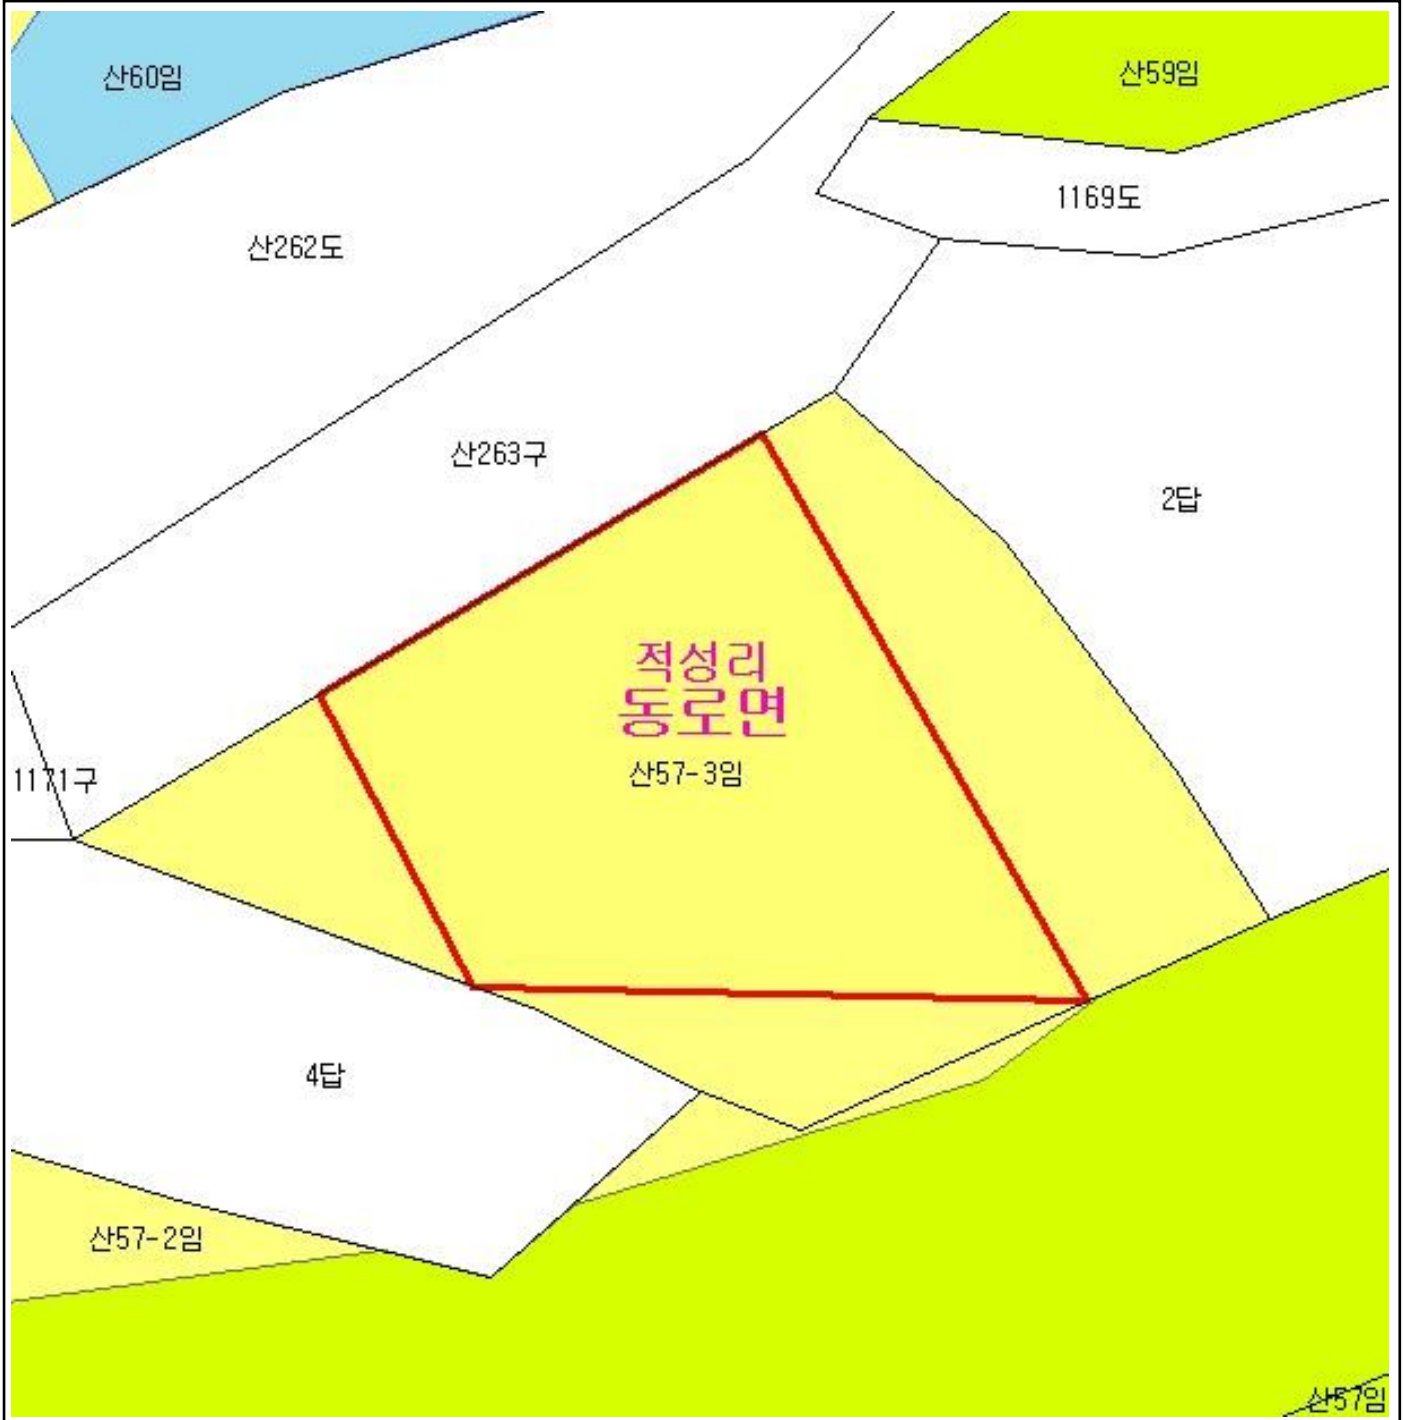 산60임
산59임
1169도
산262도
산263구
2답
적성리
동로면
산57-3임
1171구
4답
산57-2임
산57임